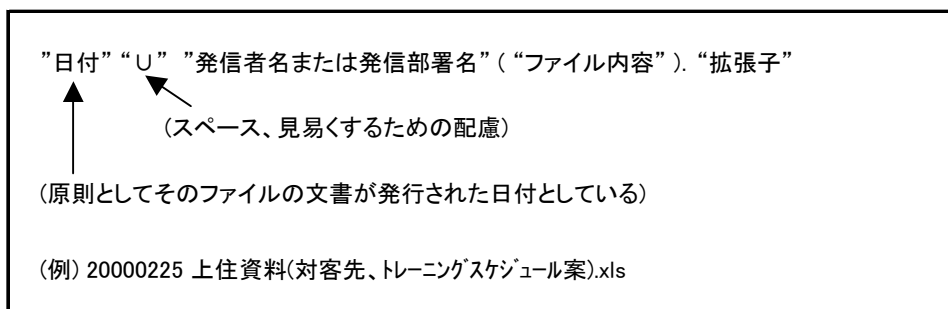 ”日付” “∪” ”発信者名または発信部署名” ( “ファイル内容” ). “拡張子”
(スペース、見易くするための配慮)
(原則としてそのファイルの文書が発行された日付としている)
(例) 20000225 上住資料(対客先、ﾄﾚｰﾆﾝｸﾞｽｹｼﾞｭｰﾙ案).xls